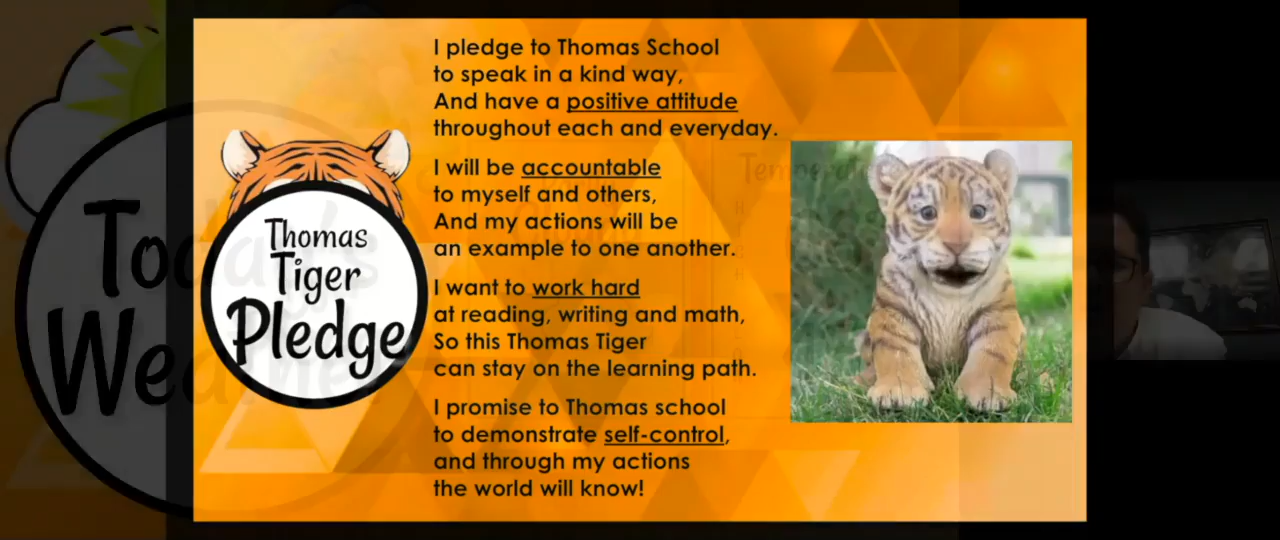 I pledge to Thomas School
to speak in a kind way,
And have a positive attitude
throughout each and everyday.
I will be accountable
to myself and others,
And my actions will be
an example to one another.
I want to work hard
at reading, writing and math,
So this Thomas Tiger
can stay on the learning path.
I promise to Thomas school
to demonstrate self-control,
and through my actions
the world will know!
Thomas
Tiger
Pledge
Today's
Weather